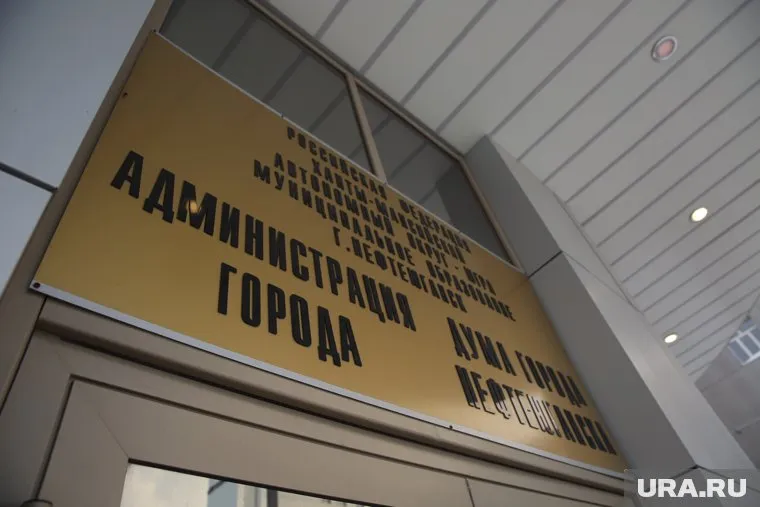 РОССИЙСКАЯ ФЕДЕРАЦИЯ
ХАНТЫ-МАНСИЙСКИЙ
АВТОНОМНЫЙ ОКРУГ - ЮГРА
МУНИЦИПАЛЬНОЕ ОБРАЗОВАНИЕ
Г.НЕФТЕЮГАНСК
АДМИНИСТРАЦИЯ
ГОРОДА
ДУМА ГОРОДА
НЕФТЕЮГАНСКА
URA.RU